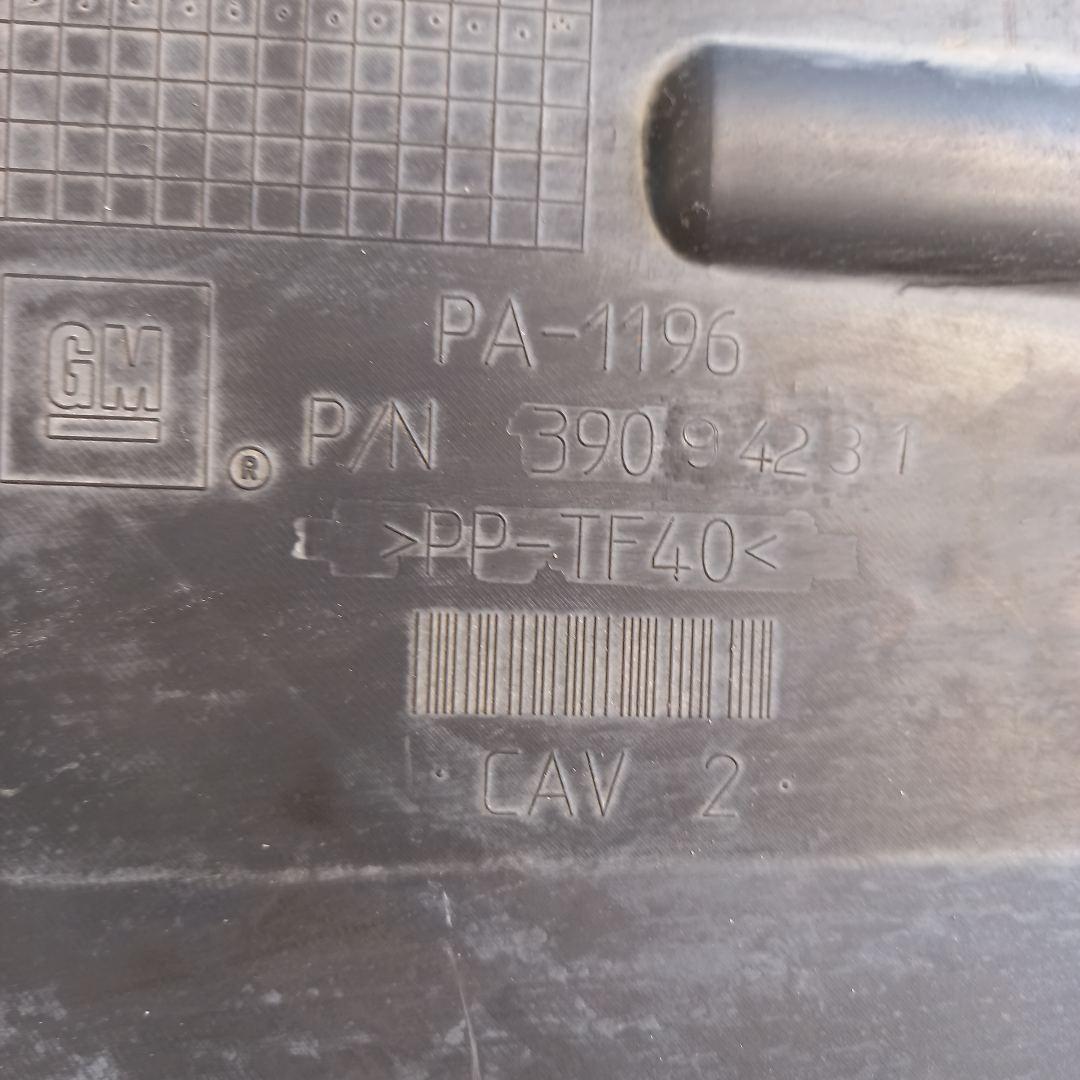 PA-1196
GM
® P/N 39094231
>PP-TF40<
CAV 2